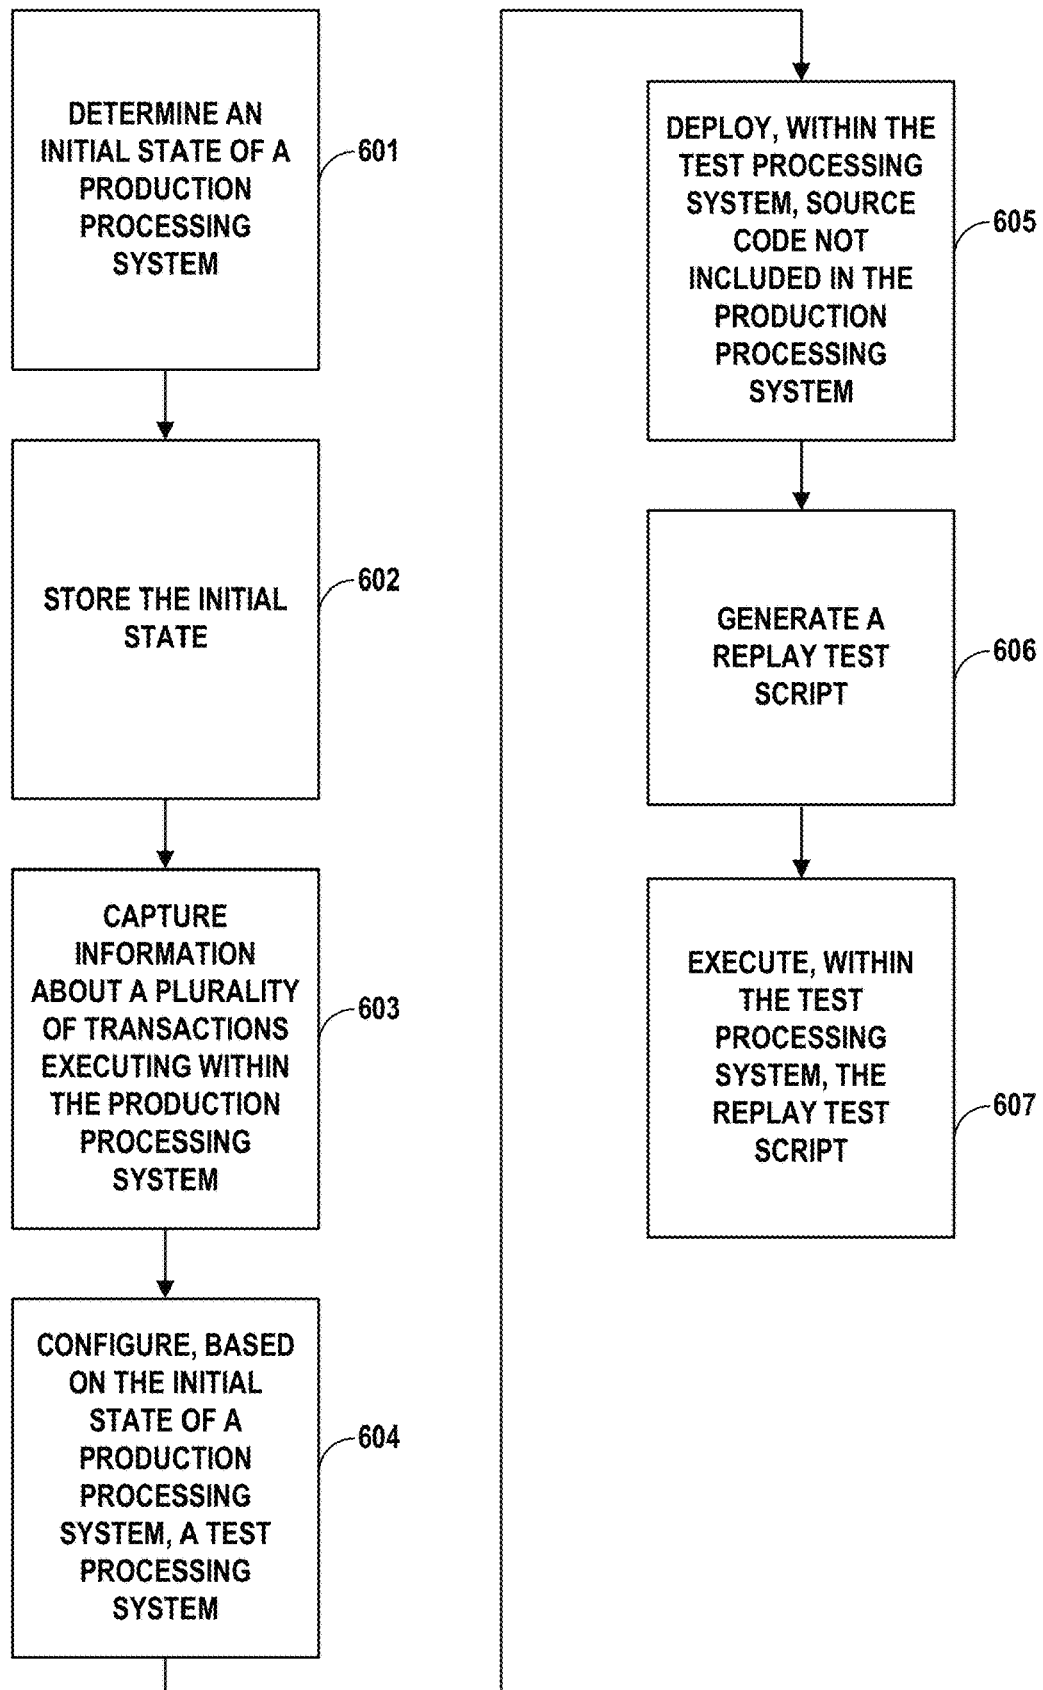 DETERMINE AN
INITIAL STATE OF A
PRODUCTION
PROCESSING
SYSTEM
601
STORE THE INITIAL
STATE
602
CAPTURE
INFORMATION
ABOUT A PLURALITY
OF TRANSACTIONS
EXECUTING WITHIN
THE PRODUCTION
PROCESSING
SYSTEM
603
CONFIGURE, BASED
ON THE INITIAL
STATE OF A
PRODUCTION
PROCESSING
SYSTEM, A TEST
PROCESSING
SYSTEM
604
DEPLOY, WITHIN THE
TEST PROCESSING
SYSTEM, SOURCE
CODE NOT
INCLUDED IN THE
PRODUCTION
PROCESSING
SYSTEM
605
GENERATE A
REPLAY TEST
SCRIPT
606
EXECUTE, WITHIN
THE TEST
PROCESSING
SYSTEM, THE
REPLAY TEST
SCRIPT
607